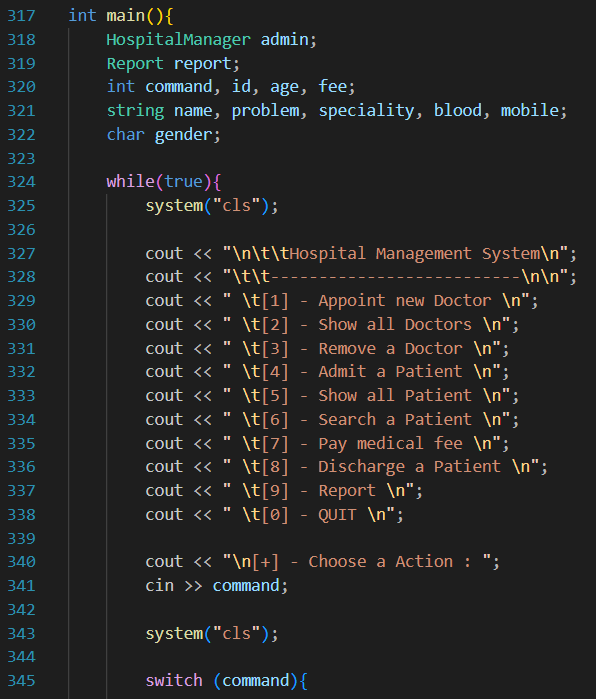 317 int main(){
318 HospitalManager admin;
319 Report report;
320 int command, id, age, fee;
321 string name, problem, speciality, blood, mobile;
322 char gender;
323
324 while(true){
325 system("cls");
326
327 cout << "\n\t\tHospital Management System\n";
328 cout << "\t\t--------------------------\n\n";
329 cout << " \t[1] - Appoint new Doctor \n";
330 cout << " \t[2] - Show all Doctors \n";
331 cout << " \t[3] - Remove a Doctor \n";
332 cout << " \t[4] - Admit a Patient \n";
333 cout << " \t[5] - Show all Patient \n";
334 cout << " \t[6] - Search a Patient \n";
335 cout << " \t[7] - Pay medical fee \n";
336 cout << " \t[8] - Discharge a Patient \n";
337 cout << " \t[9] - Report \n";
338 cout << " \t[0] - QUIT \n";
339
340 cout << "\n[+] - Choose a Action : ";
341 cin >> command;
342
343 system("cls");
344
345 switch (command){